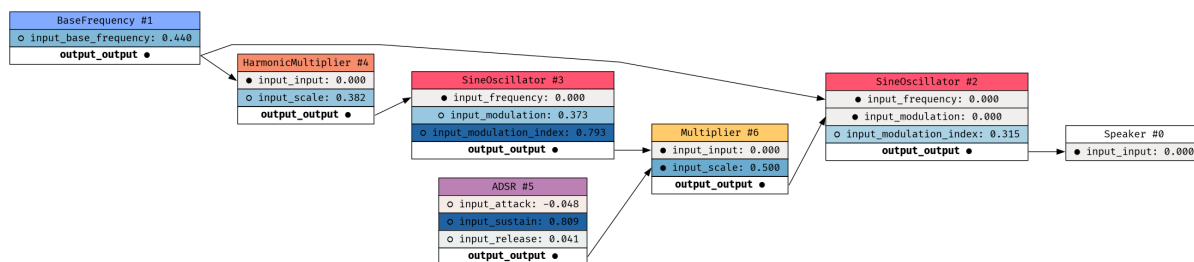 BaseFrequency #1
input_base_frequency: 0.440
output_output
HarmonicMultiplier #4
input_input: 0.000
input_scale: 0.382
output_output
SineOscillator #3
input_frequency: 0.000
input_modulation: 0.373
input_modulation_index: 0.793
output_output
ADSR #5
input_attack: -0.048
input_sustain: 0.809
input_release: 0.041
output_output
Multiplier #6
input_input: 0.000
input_scale: 0.500
output_output
SineOscillator #2
input_frequency: 0.000
input_modulation: 0.000
input_modulation_index: 0.315
output_output
Speaker #0
input_input: 0.000